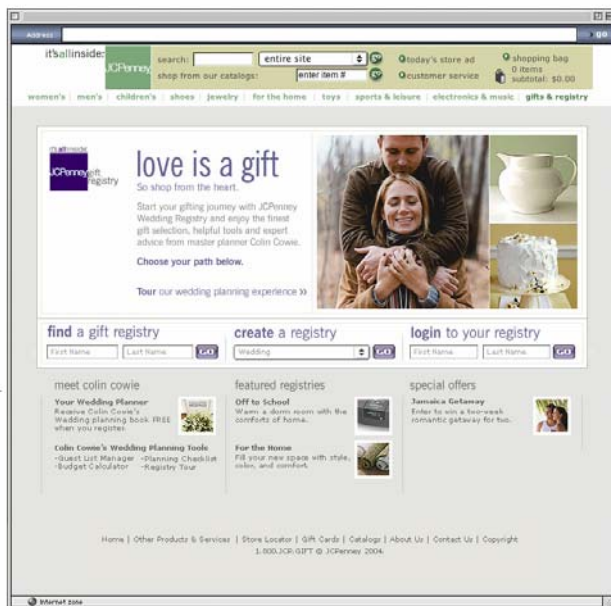 Address
go
it'sallinside:
JCPenney
search:
entire site
GO
today's store ad
shopping bag
0 items
subtotal: $0.00
shop from our catalogs:
enter item #
GO
customer service
women's | men's | children's | shoes | jewelry | for the home | toys | sports & leisure | electronics & music | gifts & registry
it'sallinside:
JCPenney gift
registry
love is a gift
So shop from the heart.
Start your gifting journey with JCPenney
Wedding Registry and enjoy the finest
gift selection, helpful tools and expert
advice from master planner Colin Cowie.
Choose your path below.
Tour our wedding planning experience »
find a gift registry
First Name
Last Name
GO
create a registry
Wedding
GO
login to your registry
First Name
Last Name
GO
meet colin cowie
Your Wedding Planner
Receive Colin Cowie's
Wedding planning book FREE
when you register.
Colin Cowie's Wedding Planning Tools
-Guest List Manager -Planning Checklist
-Budget Calculator -Registry Tour
featured registries
Off to School
Warm a dorm room with the
comforts of home.
For the Home
Fill your new space with style,
color, and comfort.
special offers
Jamaica Getaway
Enter to win a two-week
romantic getaway for two.
Home | Other Products & Services | Store Locator | Gift Cards | Catalogs | About Us | Contact Us | Copyright
1.800.JCP.GIFT © JCPenney 2004.
Internet zone